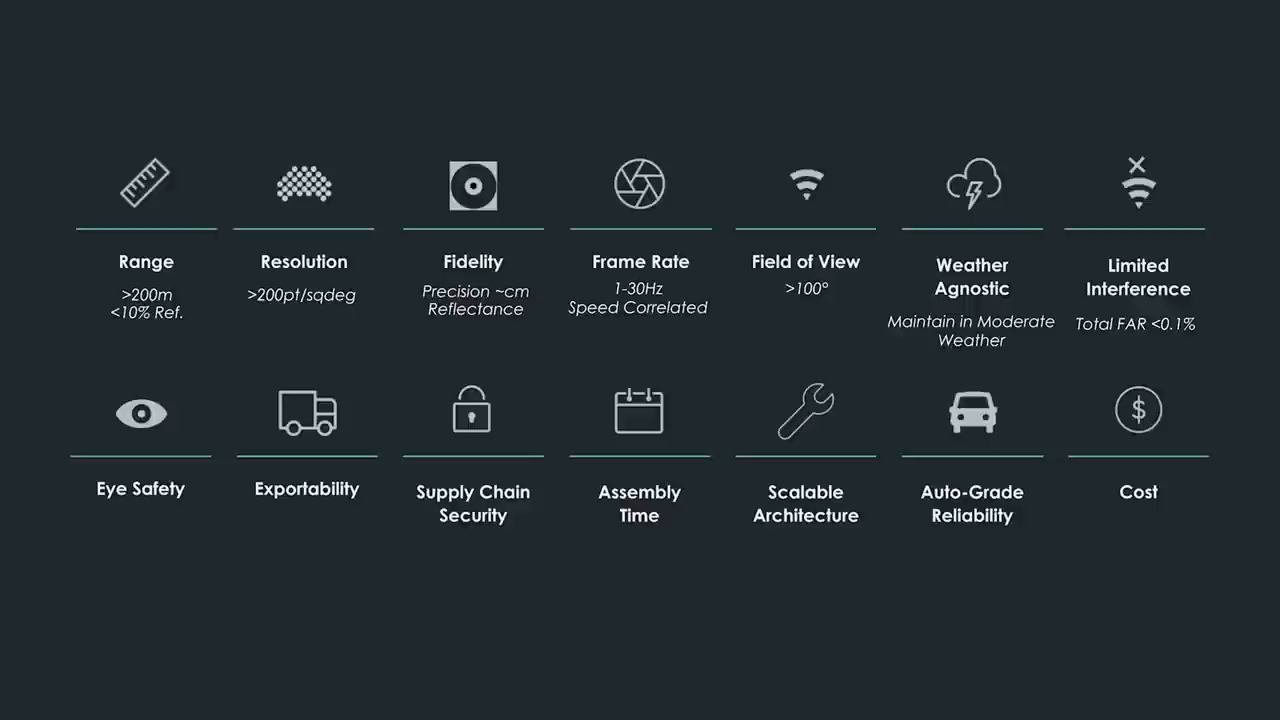 Range
>200m
<10% Ref.
Resolution
>200pt/sqdeg
Fidelity
Precision ~cm
Reflectance
Frame Rate
1-30Hz
Speed Correlated
Field of View
>100°
Weather
Agnostic
Maintain in Moderate
Weather
Limited
Interference
Total FAR <0.1%
Eye Safety
Exportability
Supply Chain
Security
Assembly
Time
Scalable
Architecture
Auto-Grade
Reliability
$
Cost